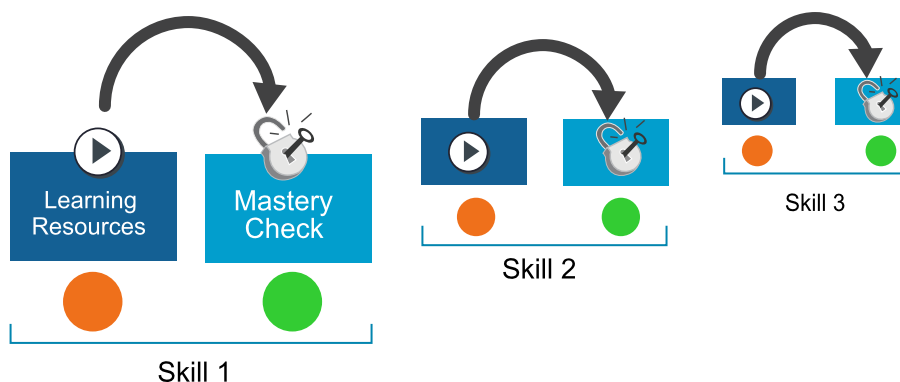 Learning
Resources
Mastery
Check
Skill 1
Skill 2
Skill 3